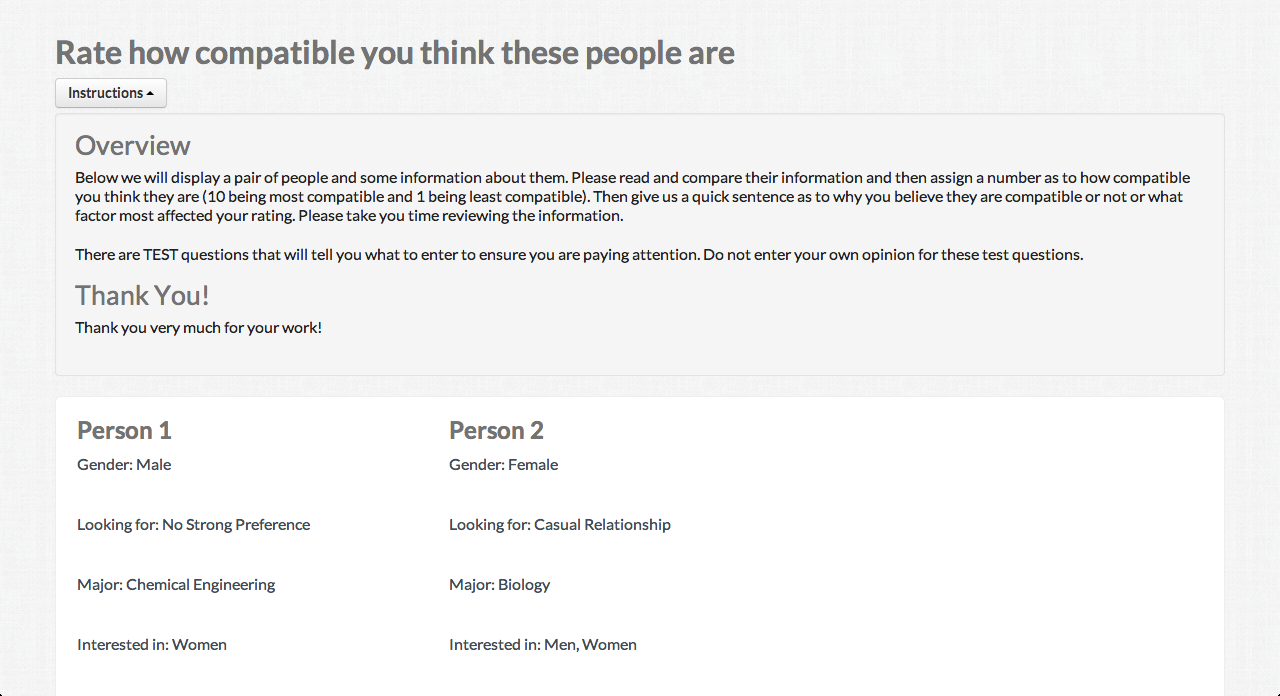 Rate how compatible you think these people are
Instructions
Overview
Below we will display a pair of people and some information about them. Please read and compare their information and then assign a number as to how compatible
you think they are (10 being most compatible and 1 being least compatible). Then give us a quick sentence as to why you believe they are compatible or not or what
factor most affected your rating. Please take you time reviewing the information.
There are TEST questions that will tell you what to enter to ensure you are paying attention. Do not enter your own opinion for these test questions.
Thank You!
Thank you very much for your work!
Person 1
Gender: Male
Looking for: No Strong Preference
Major: Chemical Engineering
Interested in: Women
Person 2
Gender: Female
Looking for: Casual Relationship
Major: Biology
Interested in: Men, Women